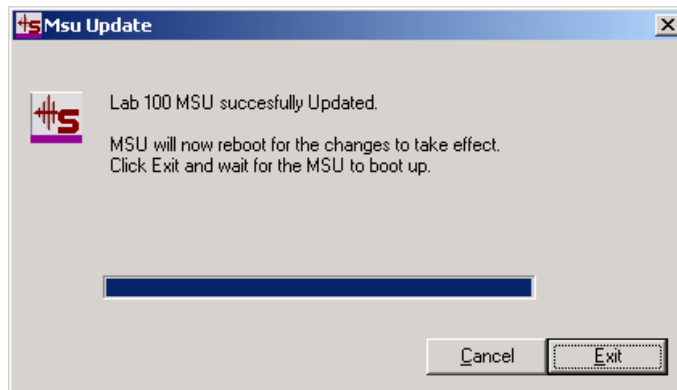 Msu Update
Lab 100 MSU succesfully Updated.
MSU will now reboot for the changes to take effect.
Click Exit and wait for the MSU to boot up.
Cancel
Exit